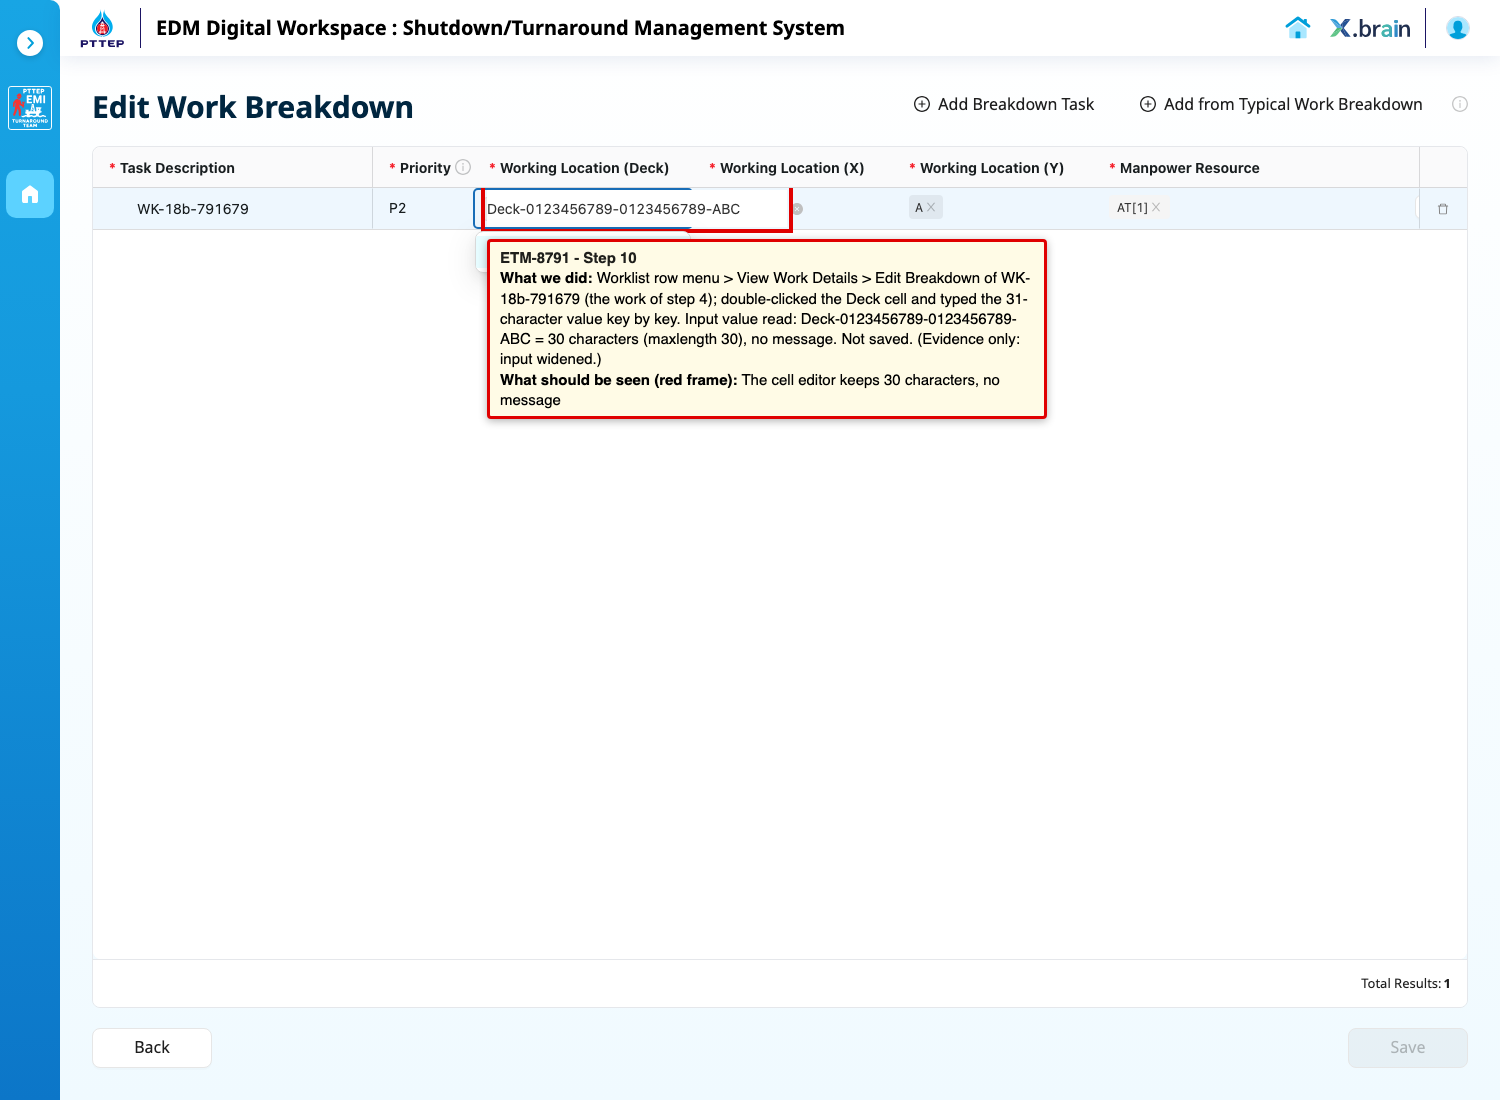 PTTEP
EDM Digital Workspace : Shutdown/Turnaround Management System
X.brain
PTTEP
EMI
TURNAROUND
TEAM
Edit Work Breakdown
Add Breakdown Task
Add from Typical Work Breakdown
* Task Description
* Priority
* Working Location (Deck)
* Working Location (X)
* Working Location (Y)
* Manpower Resource
WK-18b-791679
P2
Deck-0123456789-0123456789-ABC
A
AT[1]
ETM-8791 - Step 10
What we did: Worklist row menu > View Work Details > Edit Breakdown of WK-
18b-791679 (the work of step 4); double-clicked the Deck cell and typed the 31-
character value key by key. Input value read: Deck-0123456789-0123456789-
ABC = 30 characters (maxlength 30), no message. Not saved. (Evidence only:
input widened.)
What should be seen (red frame): The cell editor keeps 30 characters, no
message
Total Results: 1
Back
Save